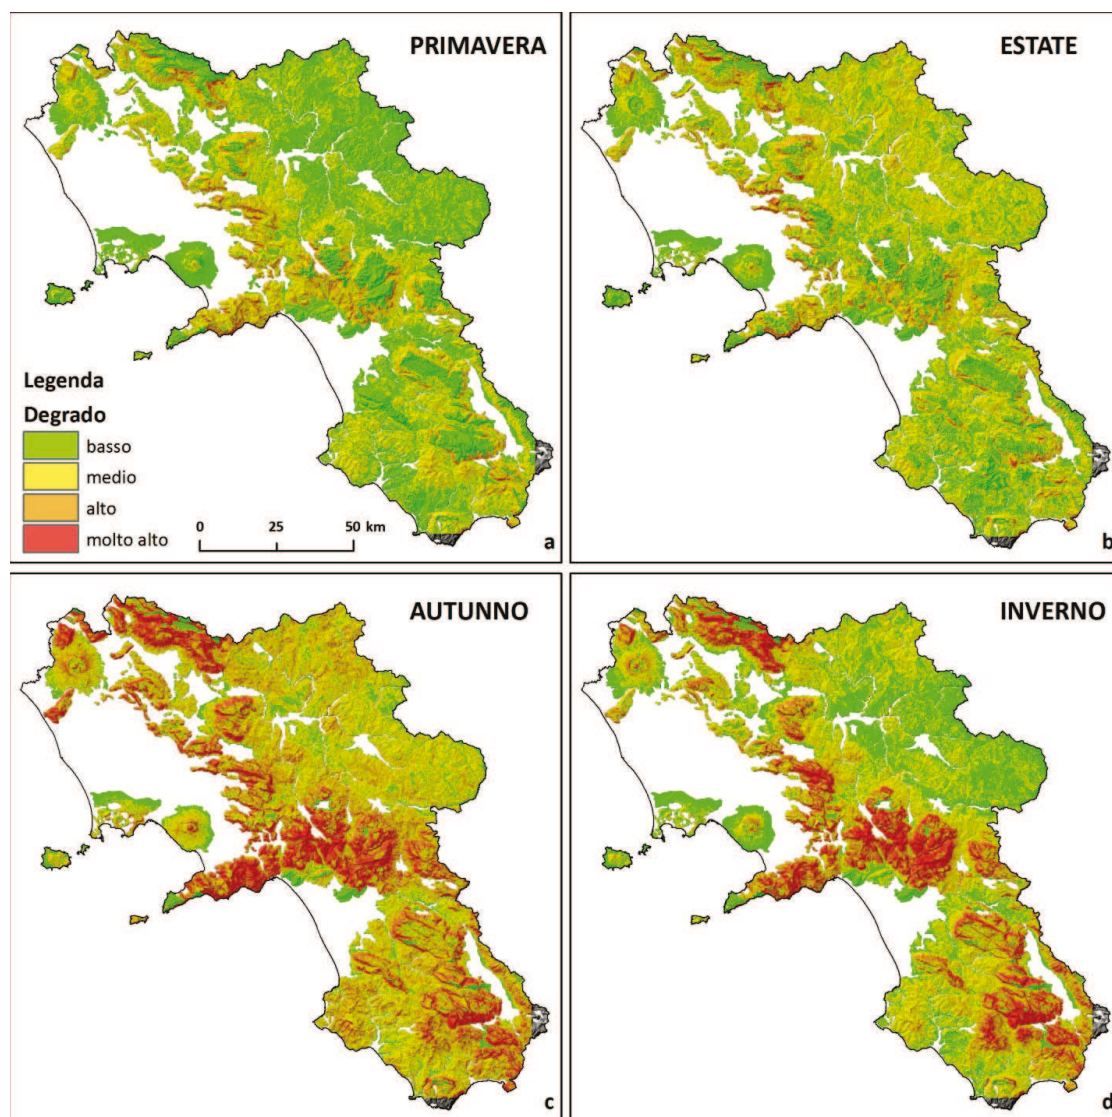 PRIMAVERA
Legenda
Degrado
basso
medio
alto
molto alto
0 25 50 km
a
ESTATE
b
AUTUNNO
c
INVERNO
d